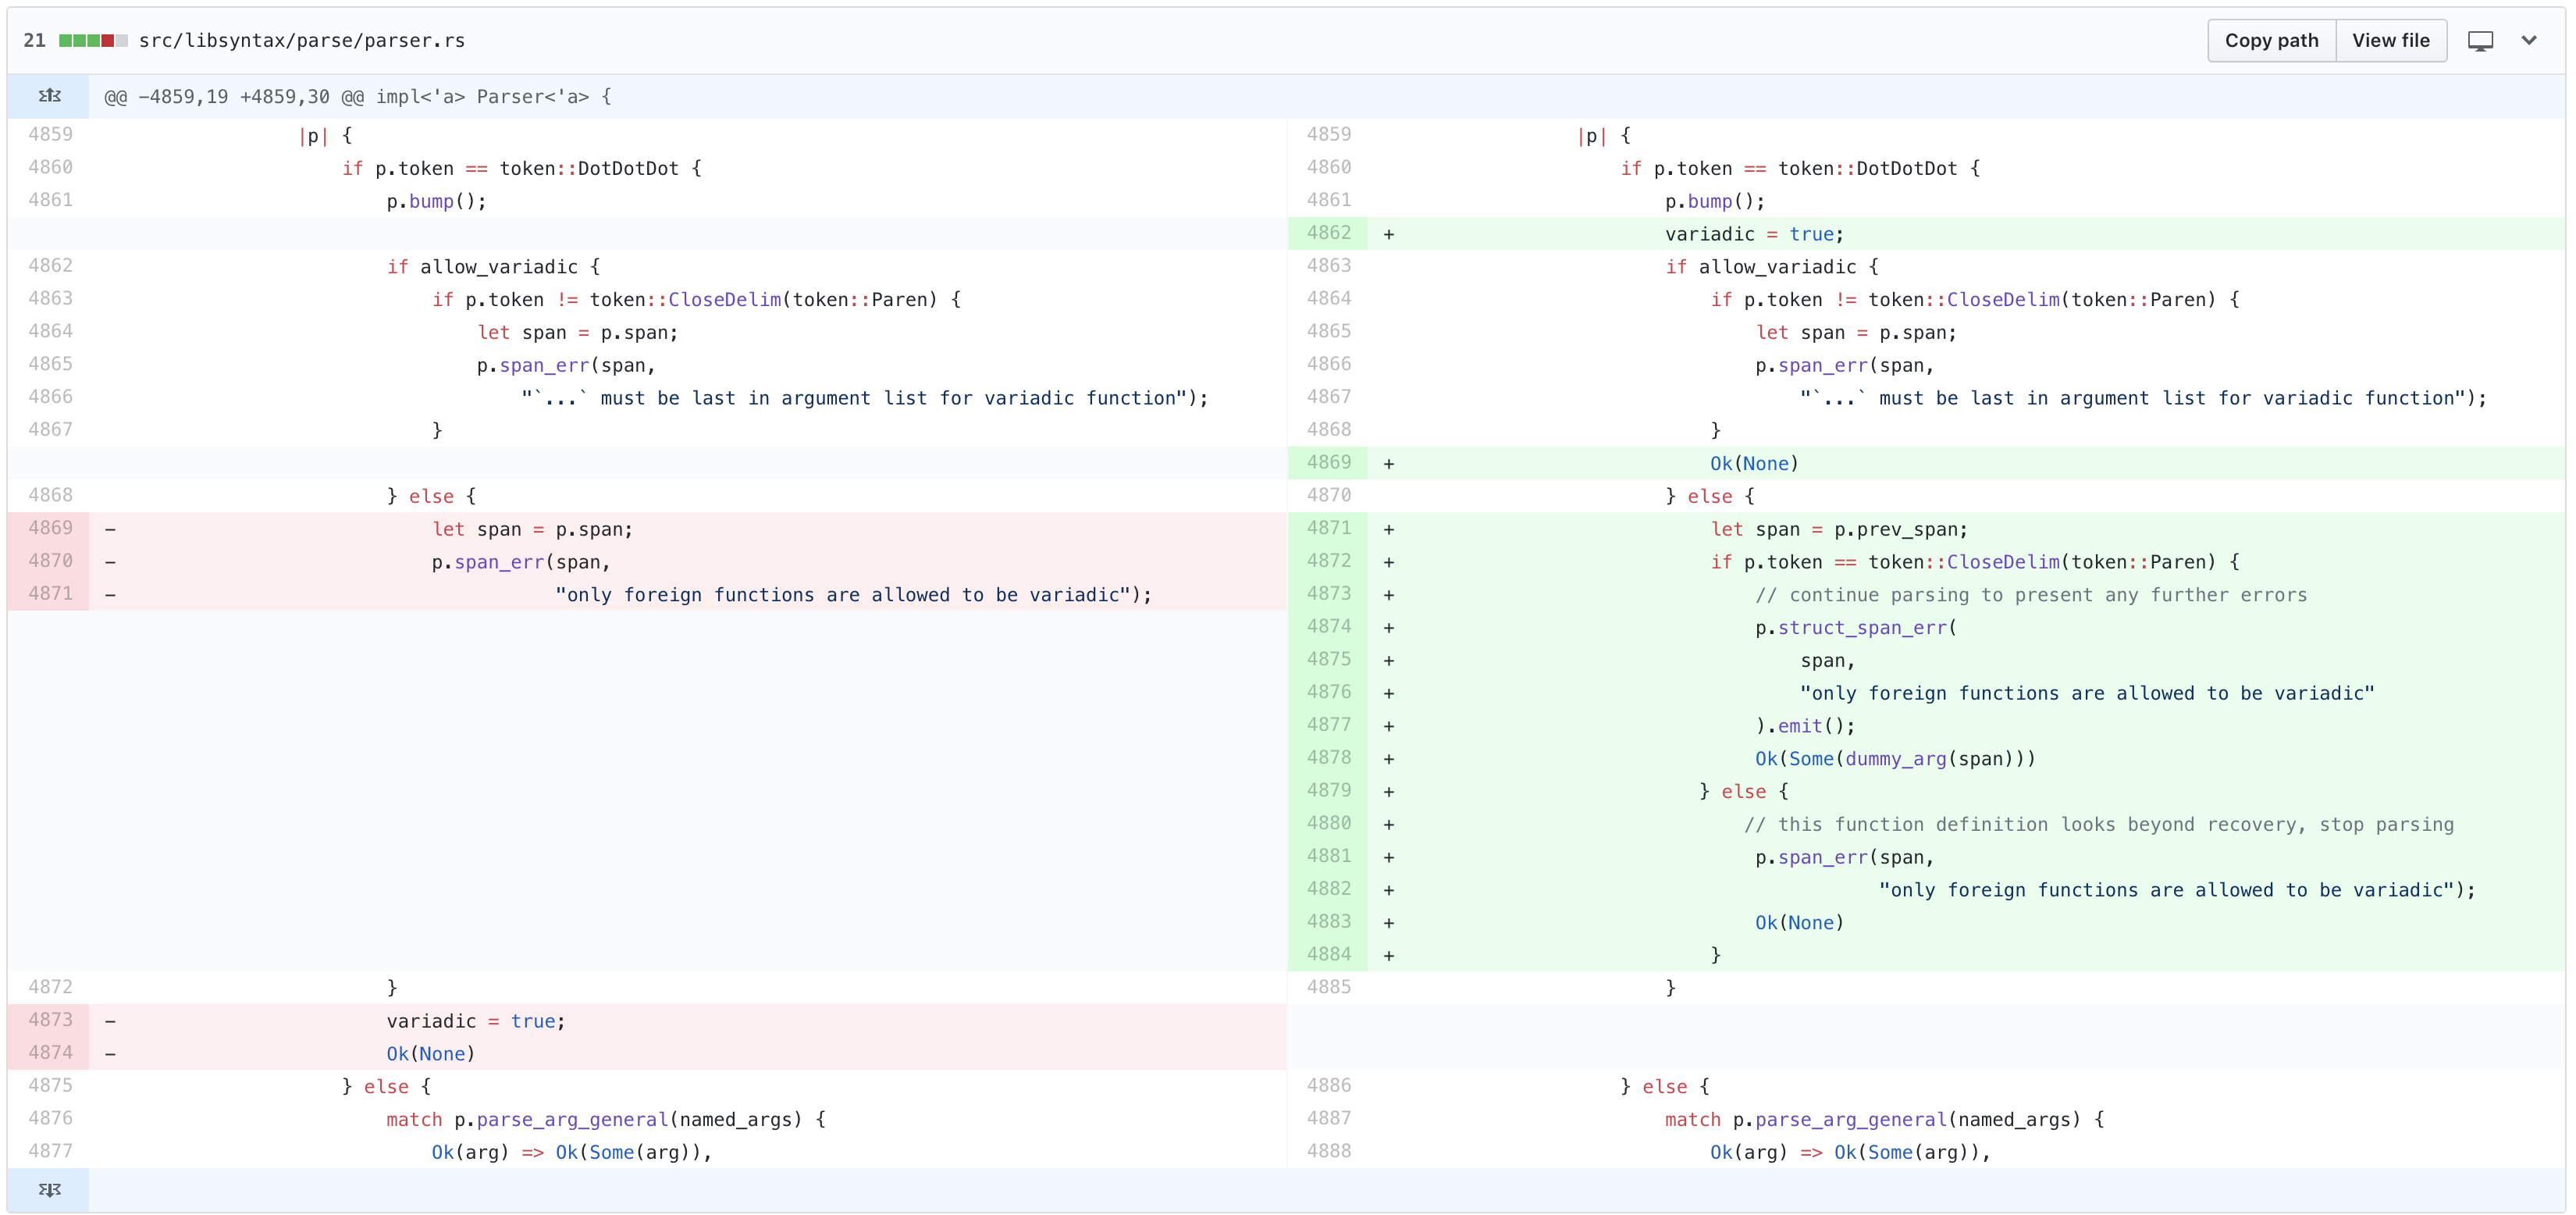 21 src/libsyntax/parse/parser.rs Copy path View file
@@ -4859,19 +4859,30 @@ impl<'a> Parser<'a> {
4859 |p| {
4860 if p.token == token::DotDotDot {
4861 p.bump();
4862 if allow_variadic {
4863 if p.token != token::CloseDelim(token::Paren) {
4864 let span = p.span;
4865 p.span_err(span,
4866 "`...` must be last in argument list for variadic function");
4867 }
4868 } else {
4869 - let span = p.span;
4870 - p.span_err(span,
4871 - "only foreign functions are allowed to be variadic");
4872 }
4873 - variadic = true;
4874 - Ok(None)
4875 } else {
4876 match p.parse_arg_general(named_args) {
4877 Ok(arg) => Ok(Some(arg)),
4859 |p| {
4860 if p.token == token::DotDotDot {
4861 p.bump();
4862 + variadic = true;
4863 if allow_variadic {
4864 if p.token != token::CloseDelim(token::Paren) {
4865 let span = p.span;
4866 p.span_err(span,
4867 "`...` must be last in argument list for variadic function");
4868 }
4869 + Ok(None)
4870 } else {
4871 + let span = p.prev_span;
4872 + if p.token == token::CloseDelim(token::Paren) {
4873 + // continue parsing to present any further errors
4874 + p.struct_span_err(
4875 + span,
4876 + "only foreign functions are allowed to be variadic"
4877 + ).emit();
4878 + Ok(Some(dummy_arg(span)))
4879 + } else {
4880 + // this function definition looks beyond recovery, stop parsing
4881 + p.span_err(span,
4882 + "only foreign functions are allowed to be variadic");
4883 + Ok(None)
4884 + }
4885 }
4886 } else {
4887 match p.parse_arg_general(named_args) {
4888 Ok(arg) => Ok(Some(arg)),